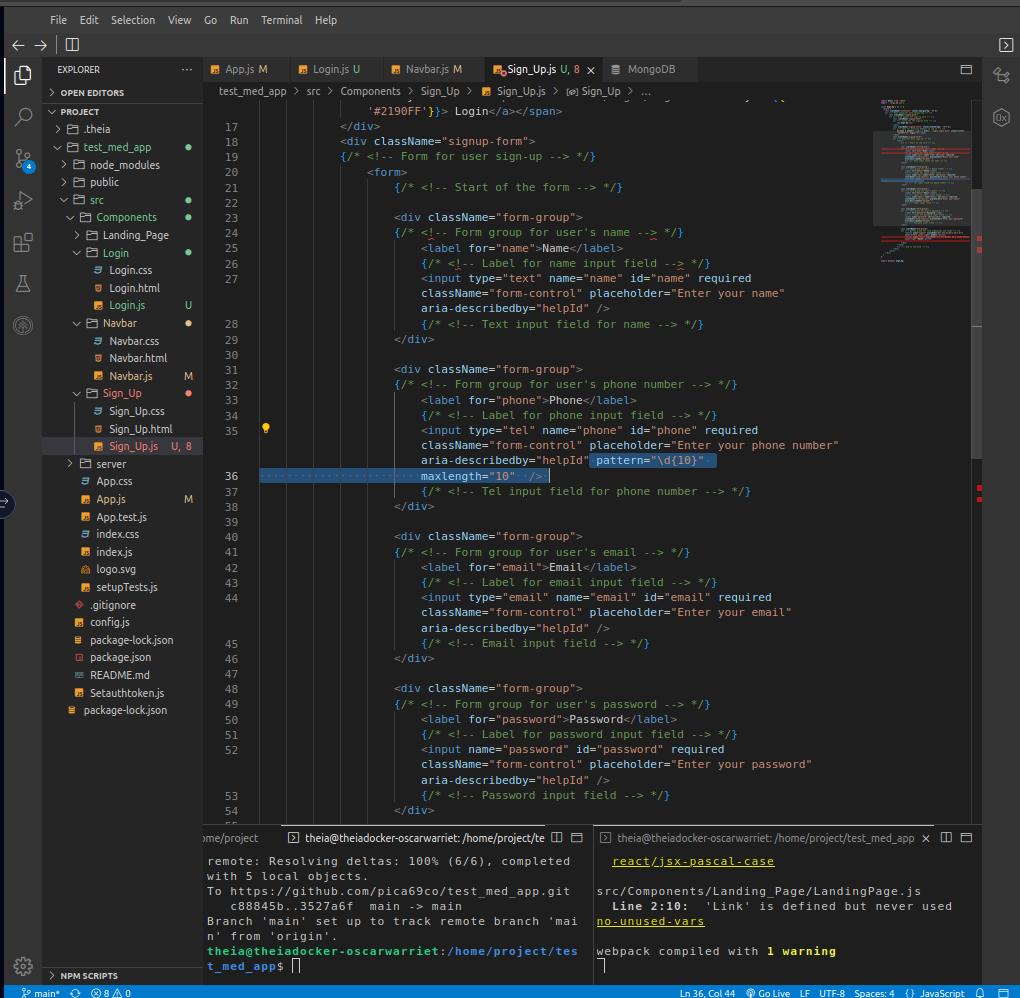 File Edit Selection View Go Run Terminal Help
EXPLORER
OPEN EDITORS
PROJECT
.theia
test_med_app
node_modules
public
src
Components
Landing_Page
Login
Login.css
Login.html
Login.js U
Navbar
Navbar.css
Navbar.html
Navbar.js M
Sign_Up
Sign_Up.css
Sign_Up.html
Sign_Up.js U, 8
server
App.css
App.js M
App.test.js
index.css
index.js
logo.svg
setupTests.js
.gitignore
config.js
package-lock.json
package.json
README.md
Setauthtoken.js
package-lock.json
NPM SCRIPTS
4
App.js M Login.js U Navbar.js M Sign_Up.js U, 8 MongoDB
test_med_app > src > Components > Sign_Up > Sign_Up.js > Sign_Up > ...
'#2190FF'}}> Login</a></span>
17 </div>
18 <div className="signup-form">
19 {/* <!-- Form for user sign-up --> */}
20 <form>
21 {/* <!-- Start of the form --> */}
22
23 <div className="form-group">
24 {/* <!-- Form group for user's name --> */}
25 <label for="name">Name</label>
26 {/* <!-- Label for name input field --> */}
27 <input type="text" name="name" id="name" required
className="form-control" placeholder="Enter your name"
aria-describedby="helpId" />
28 {/* <!-- Text input field for name --> */}
29 </div>
30
31 <div className="form-group">
32 {/* <!-- Form group for user's phone number --> */}
33 <label for="phone">Phone</label>
34 {/* <!-- Label for phone input field --> */}
35 <input type="tel" name="phone" id="phone" required
className="form-control" placeholder="Enter your phone number"
aria-describedby="helpId" pattern="\d{10}"
36 maxlength="10" />
37 {/* <!-- Tel input field for phone number --> */}
38 </div>
39
40 <div className="form-group">
41 {/* <!-- Form group for user's email --> */}
42 <label for="email">Email</label>
43 {/* <!-- Label for email input field --> */}
44 <input type="email" name="email" id="email" required
className="form-control" placeholder="Enter your email"
aria-describedby="helpId" />
45 {/* <!-- Email input field --> */}
46 </div>
47
48 <div className="form-group">
49 {/* <!-- Form group for user's password --> */}
50 <label for="password">Password</label>
51 {/* <!-- Label for password input field --> */}
52 <input name="password" id="password" required
className="form-control" placeholder="Enter your password"
aria-describedby="helpId" />
53 {/* <!-- Password input field --> */}
54 </div>
ome/project theia@theiadocker-oscarwarriet: /home/project/te
remote: Resolving deltas: 100% (6/6), completed
with 5 local objects.
To https://github.com/pica69co/test_med_app.git
c88845b..3527a6f main -> main
Branch 'main' set up to track remote branch 'mai
n' from 'origin'.
theia@theiadocker-oscarwarriet:/home/project/tes
t_med_app$
theia@theiadocker-oscarwarriet: /home/project/test_med_app
react/jsx-pascal-case
src/Components/Landing_Page/LandingPage.js
Line 2:10: 'Link' is defined but never used
no-unused-vars
webpack compiled with 1 warning
main* 8 0 Ln 36, Col 44 Go Live LF UTF-8 Spaces: 4 {} JavaScript